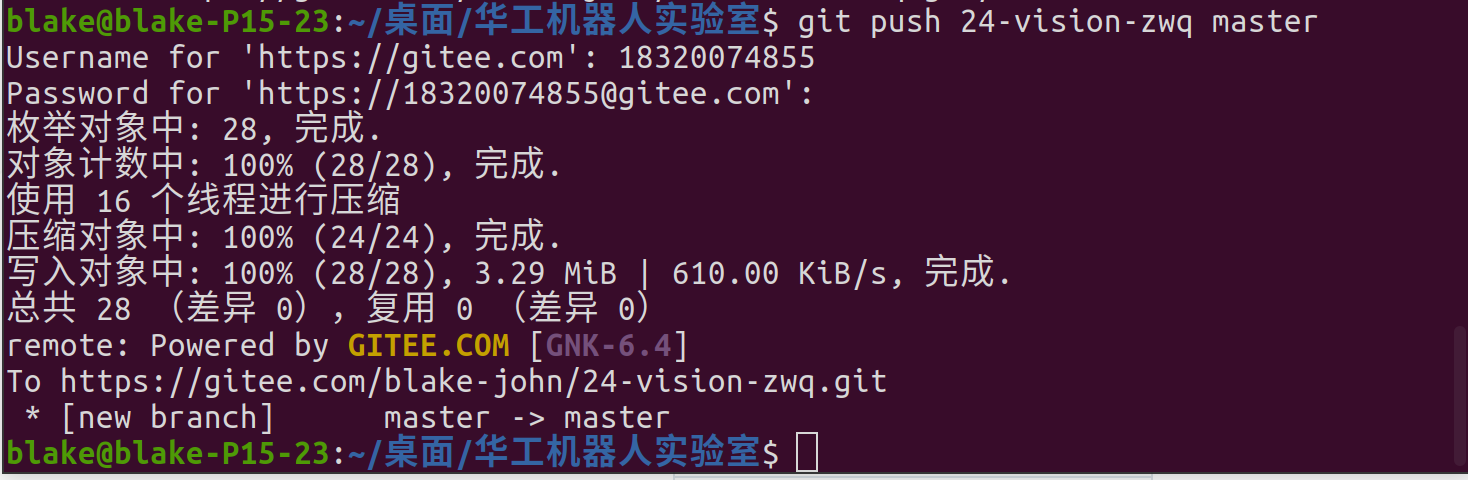 blake@blake-P15-23:~/桌面/华工机器人实验室$ git push 24-vision-zwq master
Username for 'https://gitee.com': 18320074855
Password for 'https://18320074855@gitee.com':
枚举对象中: 28, 完成.
对象计数中: 100% (28/28), 完成.
使用 16 个线程进行压缩
压缩对象中: 100% (24/24), 完成.
写入对象中: 100% (28/28), 3.29 MiB | 610.00 KiB/s, 完成.
总共 28 （差异 0），复用 0 （差异 0）
remote: Powered by GITEE.COM [GNK-6.4]
To https://gitee.com/blake-john/24-vision-zwq.git
 * [new branch]      master -> master
blake@blake-P15-23:~/桌面/华工机器人实验室$